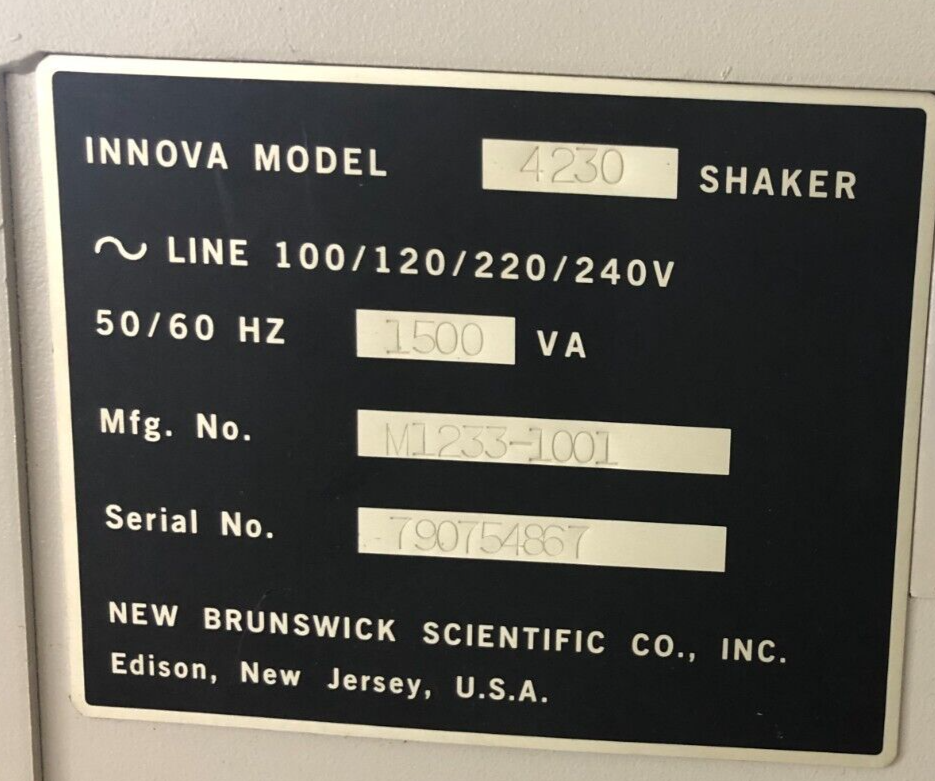 INNOVA MODEL 4230 SHAKER
~ LINE 100/120/220/240V
50/60 HZ 1500 VA
Mfg. No. M1233-1001
Serial No. 790754867
NEW BRUNSWICK SCIENTIFIC CO., INC.
Edison, New Jersey, U.S.A.